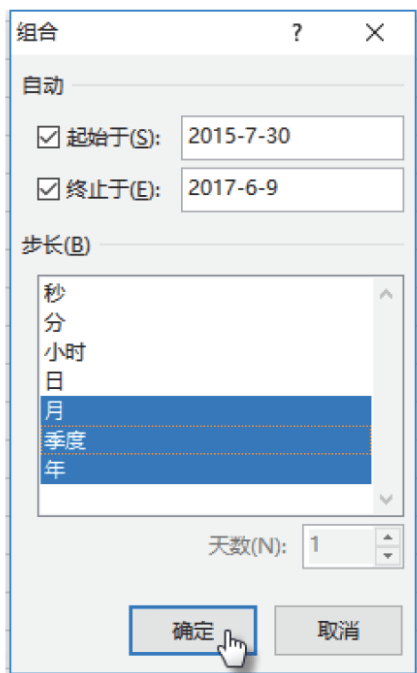 组合 ?
自动
起始于(S): 2015-7-30
终止于(E): 2017-6-9
步长(B)
秒
分
小时
日
月
季度
年
天数(N): 1
确定 取消